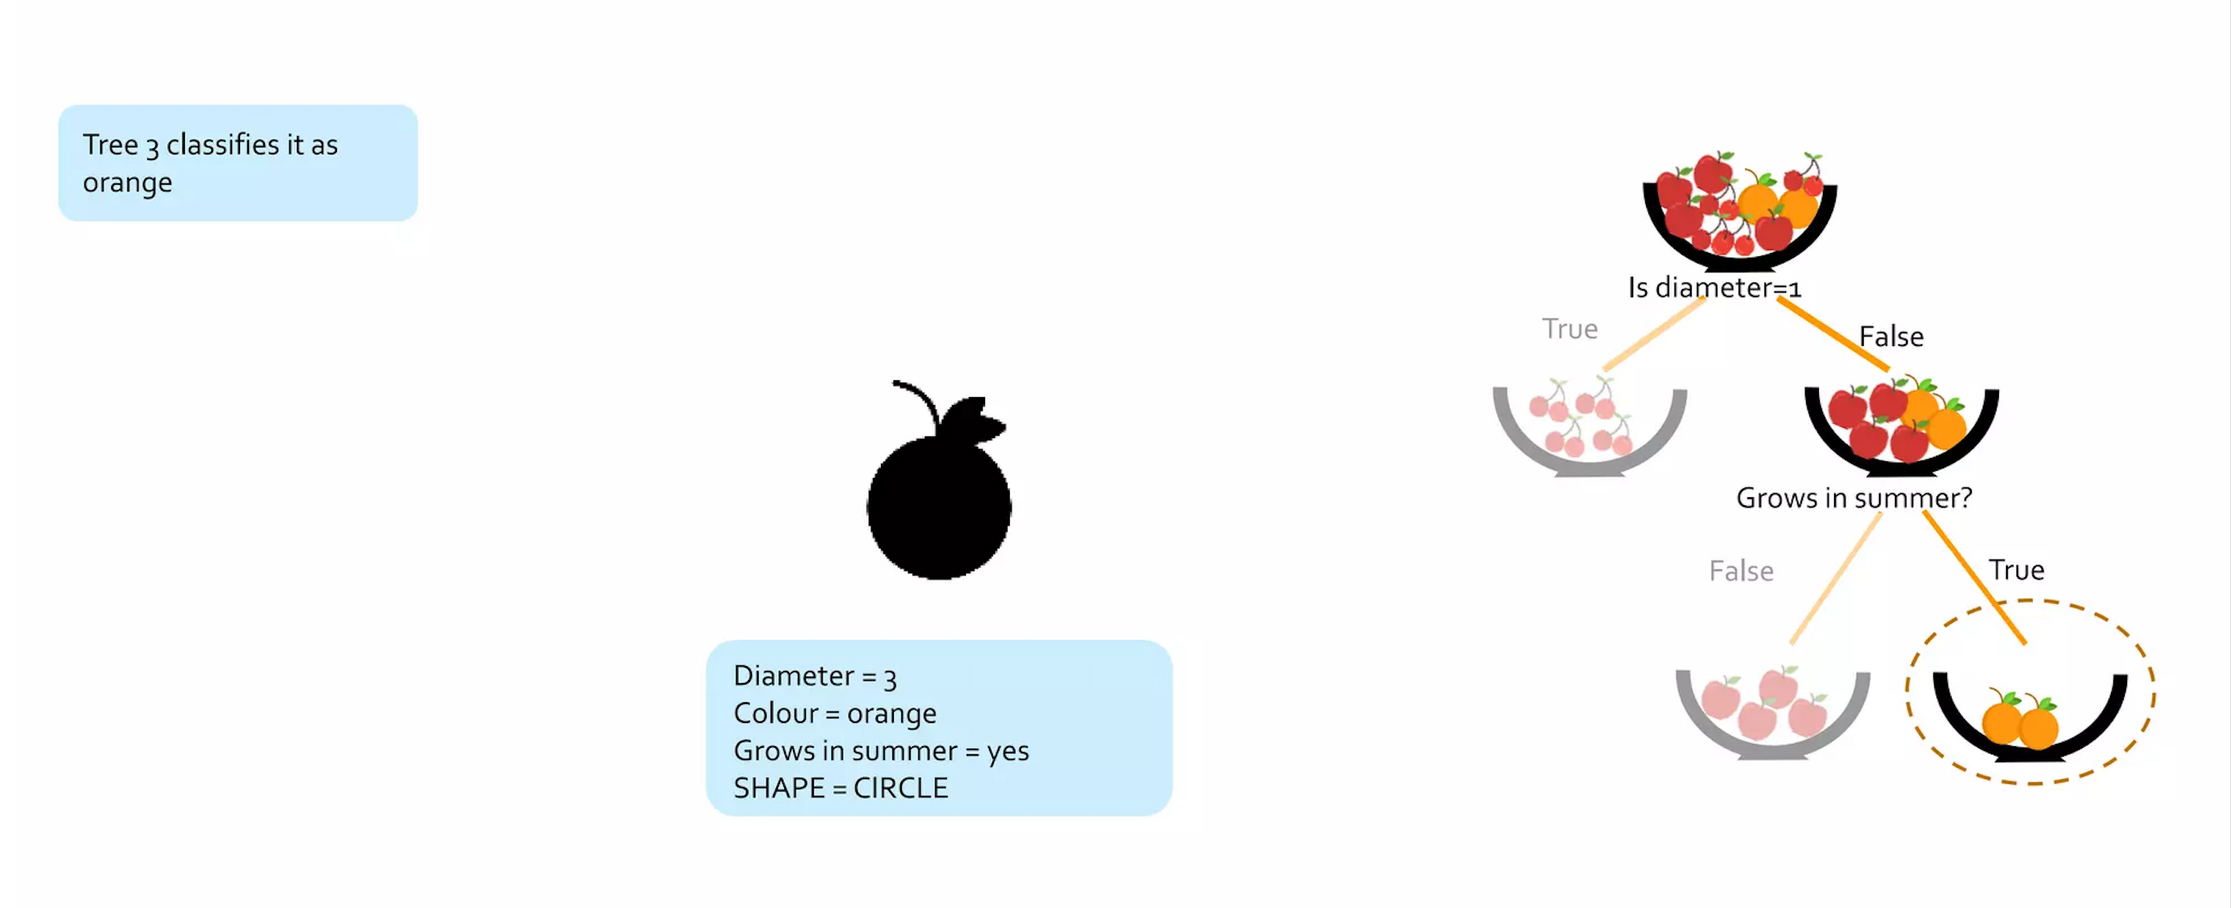 Tree 3 classifies it as
orange
Is diameter=1
True
False
Grows in summer?
False
True
Diameter = 3
Colour = orange
Grows in summer = yes
SHAPE = CIRCLE